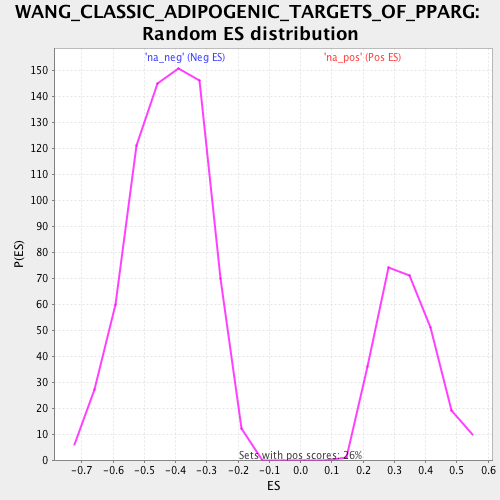 WANG_CLASSIC_ADIPOGENIC_TARGETS_OF_PPARG:
Random ES distribution
'na_neg' (Neg ES) 'na_pos' (Pos ES)
150
140
130
120
110
100
90
80
70
60
50
40
30
20
10
0
P(ES)
Sets with pos scores: 26%
-0.7 -0.6 -0.5 -0.4 -0.3 -0.2 -0.1 0.0 0.1 0.2 0.3 0.4 0.5 0.6
ES